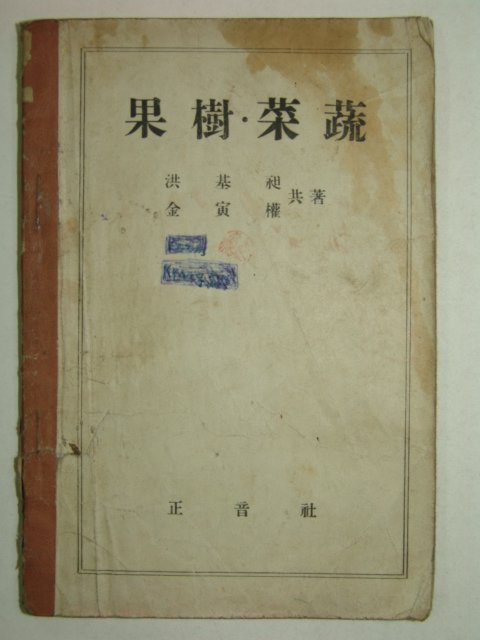 果樹·菜蔬
洪基昶 共著
金寅權
正音社